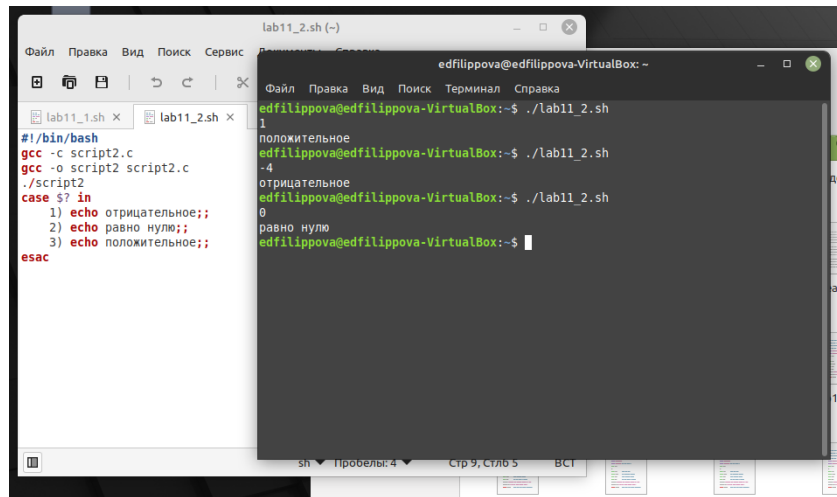 lab11_2.sh (~)
Файл Правка Вид Поиск Сервис
lab11_1.sh × lab11_2.sh ×
#!/bin/bash
gcc -c script2.c
gcc -o script2 script2.c
./script2
case $? in
1) echo отрицательное;;
2) echo равно нулю;;
3) echo положительное;;
esac
sh Пробелы: 4 Стр 9, Стлб 5 ВСТ
edfilippova@edfilippova-VirtualBox: ~
Файл Правка Вид Поиск Терминал Справка
edfilippova@edfilippova-VirtualBox:~$ ./lab11_2.sh
1
положительное
edfilippova@edfilippova-VirtualBox:~$ ./lab11_2.sh
-4
отрицательное
edfilippova@edfilippova-VirtualBox:~$ ./lab11_2.sh
0
равно нулю
edfilippova@edfilippova-VirtualBox:~$